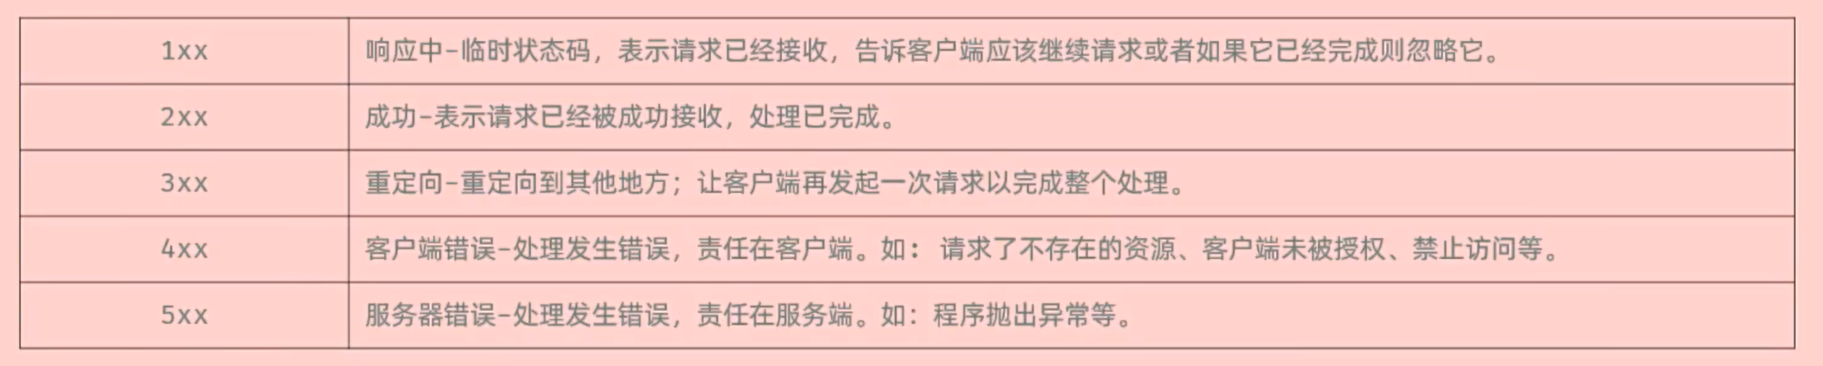 1xx 响应中-临时状态码，表示请求已经接收，告诉客户端应该继续请求或者如果它已经完成则忽略它。
2xx 成功-表示请求已经被成功接收，处理已完成。
3xx 重定向-重定向到其他地方；让客户端再发起一次请求以完成整个处理。
4xx 客户端错误-处理发生错误，责任在客户端。如： 请求了不存在的资源、客户端未被授权、禁止访问等。
5xx 服务器错误-处理发生错误，责任在服务端。如：程序抛出异常等。